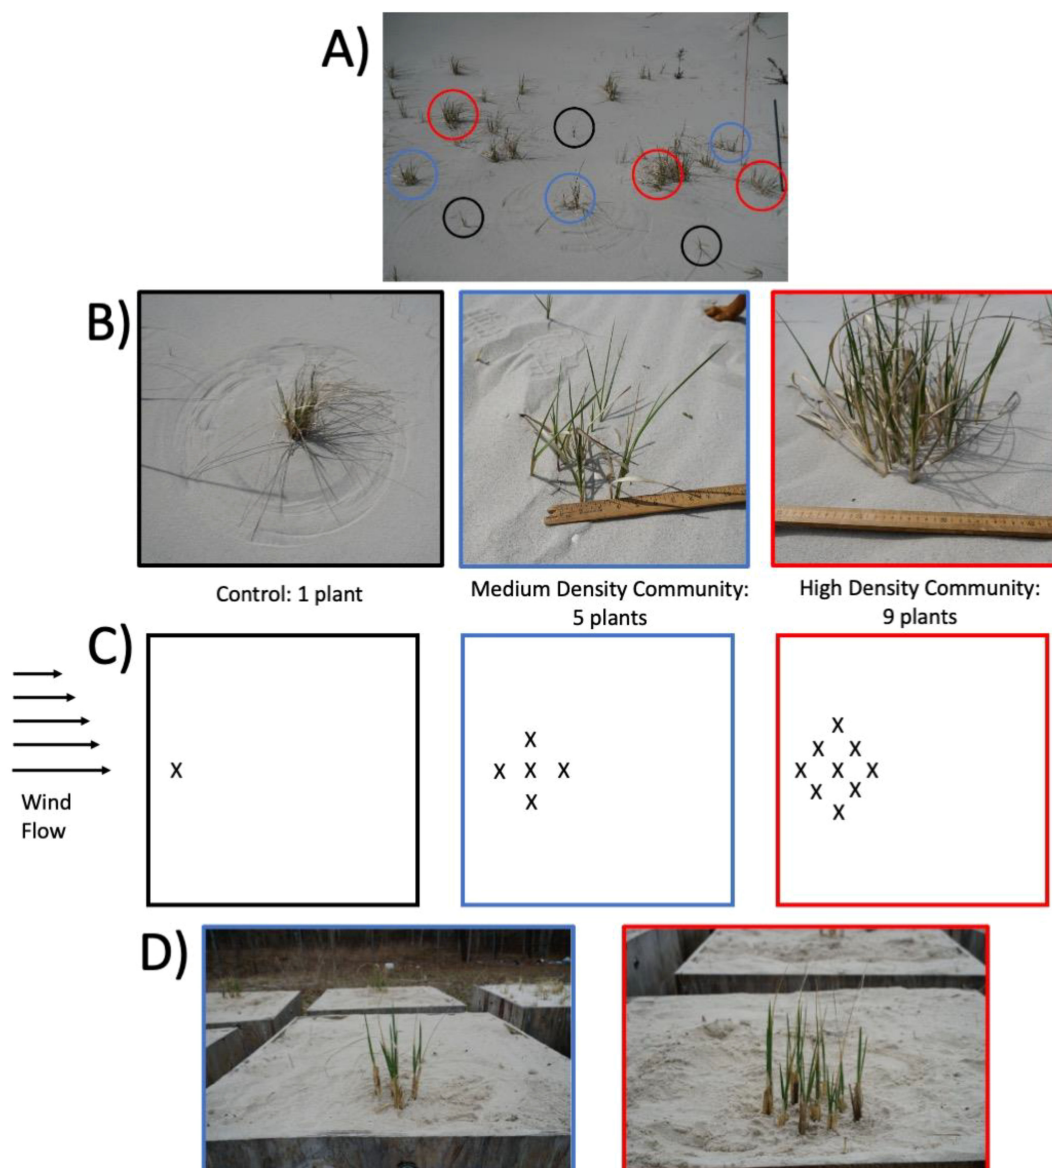 A)
B)
Control: 1 plant
Medium Density Community:
5 plants
High Density Community:
9 plants
C)
Wind
Flow
X
X
X X X
X
X
X X
X X X
X X
X
D)